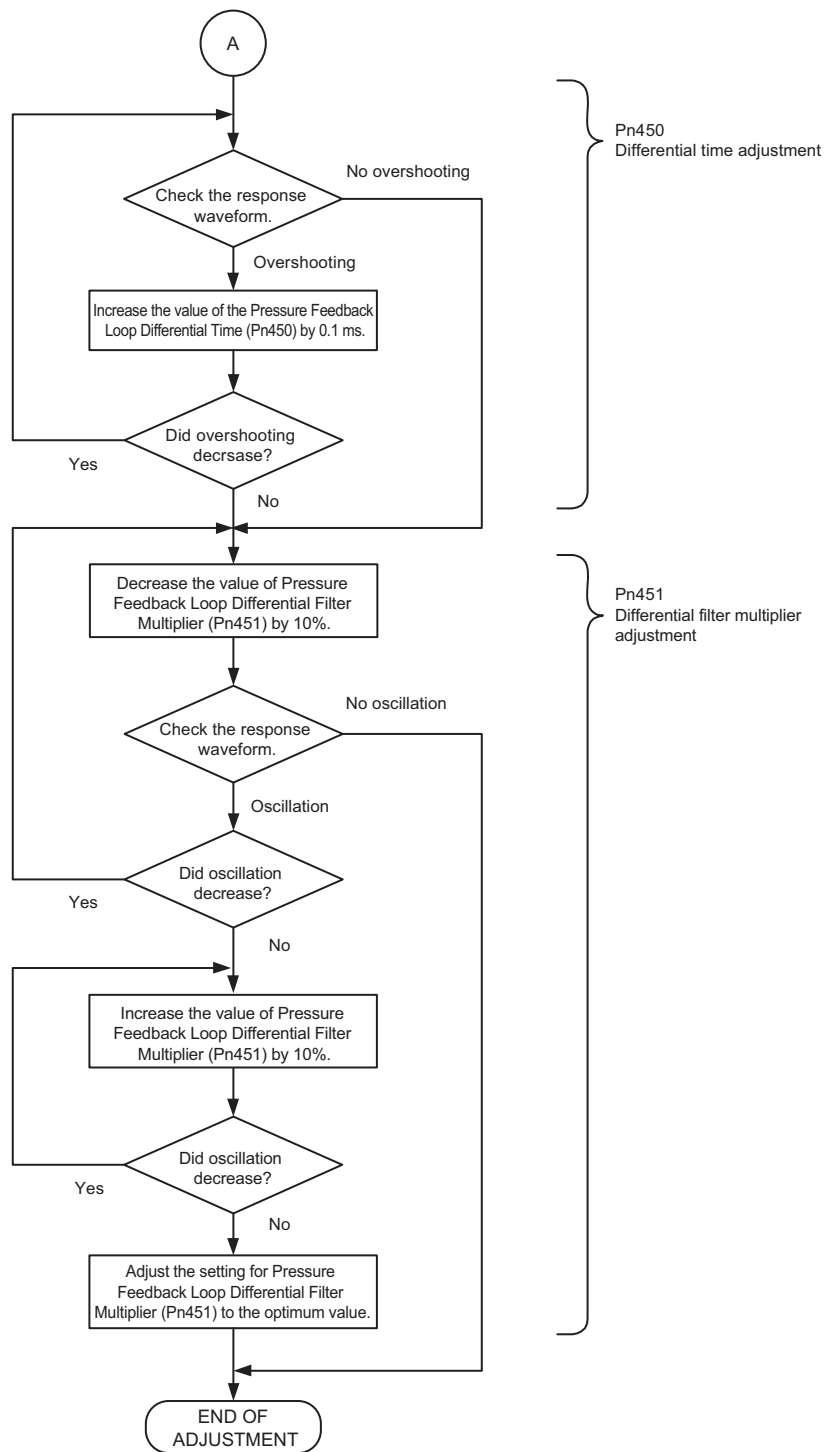 A
Pn450
Differential time adjustment
No overshooting
Check the response
waveform.
Overshooting
Increase the value of the Pressure Feedback
Loop Differential Time (Pn450) by 0.1 ms.
Did overshooting
decrsase?
Yes
No
Decrease the value of Pressure
Feedback Loop Differential Filter
Multiplier (Pn451) by 10%.
Pn451
Differential filter multiplier
adjustment
No oscillation
Check the response
waveform.
Oscillation
Did oscillation
decrease?
Yes
No
Increase the value of Pressure
Feedback Loop Differential Filter
Multiplier (Pn451) by 10%.
Did oscillation
decrease?
Yes
No
Adjust the setting for Pressure
Feedback Loop Differential Filter
Multiplier (Pn451) to the optimum value.
END OF
ADJUSTMENT